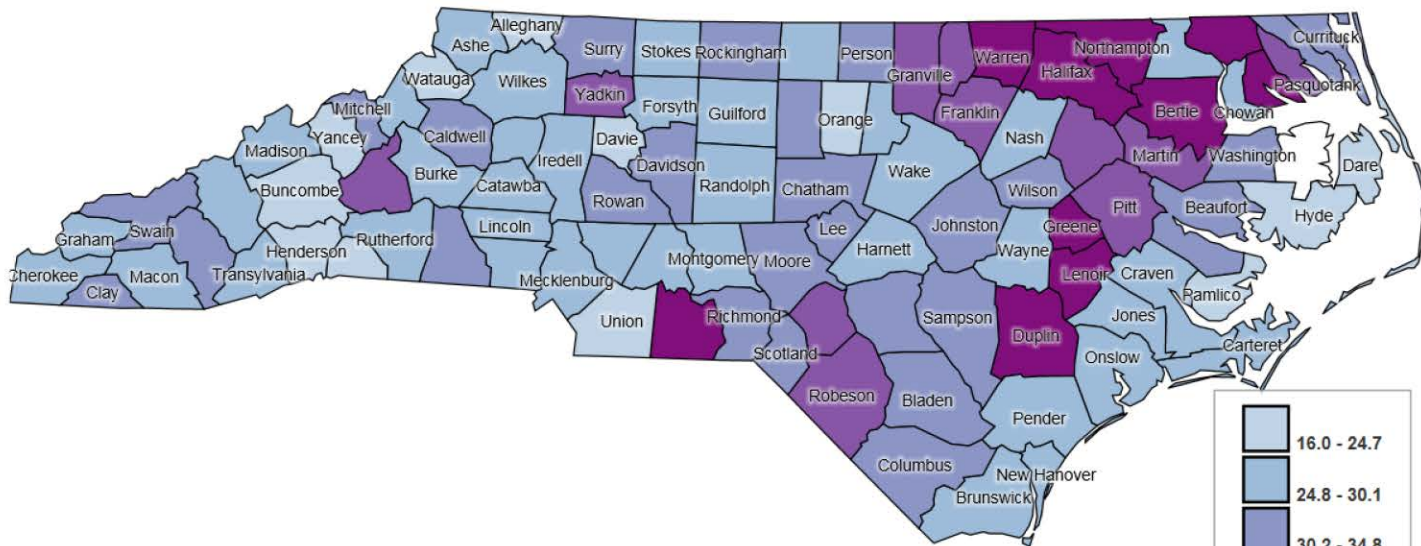 Alleghany
Ashe
Surry
Stokes
Rockingham
Person
Granville
Warren
Northampton
Halifax
Currituck
Pasquotank
Watauga
Wilkes
Yadkin
Forsyth
Guilford
Orange
Franklin
Nash
Bertie
Chowan
Mitchell
Yancey
Caldwell
Madison
Davie
Iredell
Davidson
Martin
Washington
Dare
Burke
Buncombe
Catawba
Rowan
Randolph
Chatham
Wake
Wilson
Pitt
Beaufort
Hyde
Swain
Graham
Henderson
Rutherford
Lincoln
Lee
Johnston
Greene
Wayne
Harnett
Cherokee
Macon
Transylvania
Clay
Mecklenburg
Montgomery
Moore
Lenoir
Craven
Pamlico
Union
Richmond
Sampson
Duplin
Jones
Scotland
Onslow
Carteret
Robeson
Bladen
Pender
Columbus
New Hanover
Brunswick
16.0 - 24.7
24.8 - 30.1
30.2 - 34.8